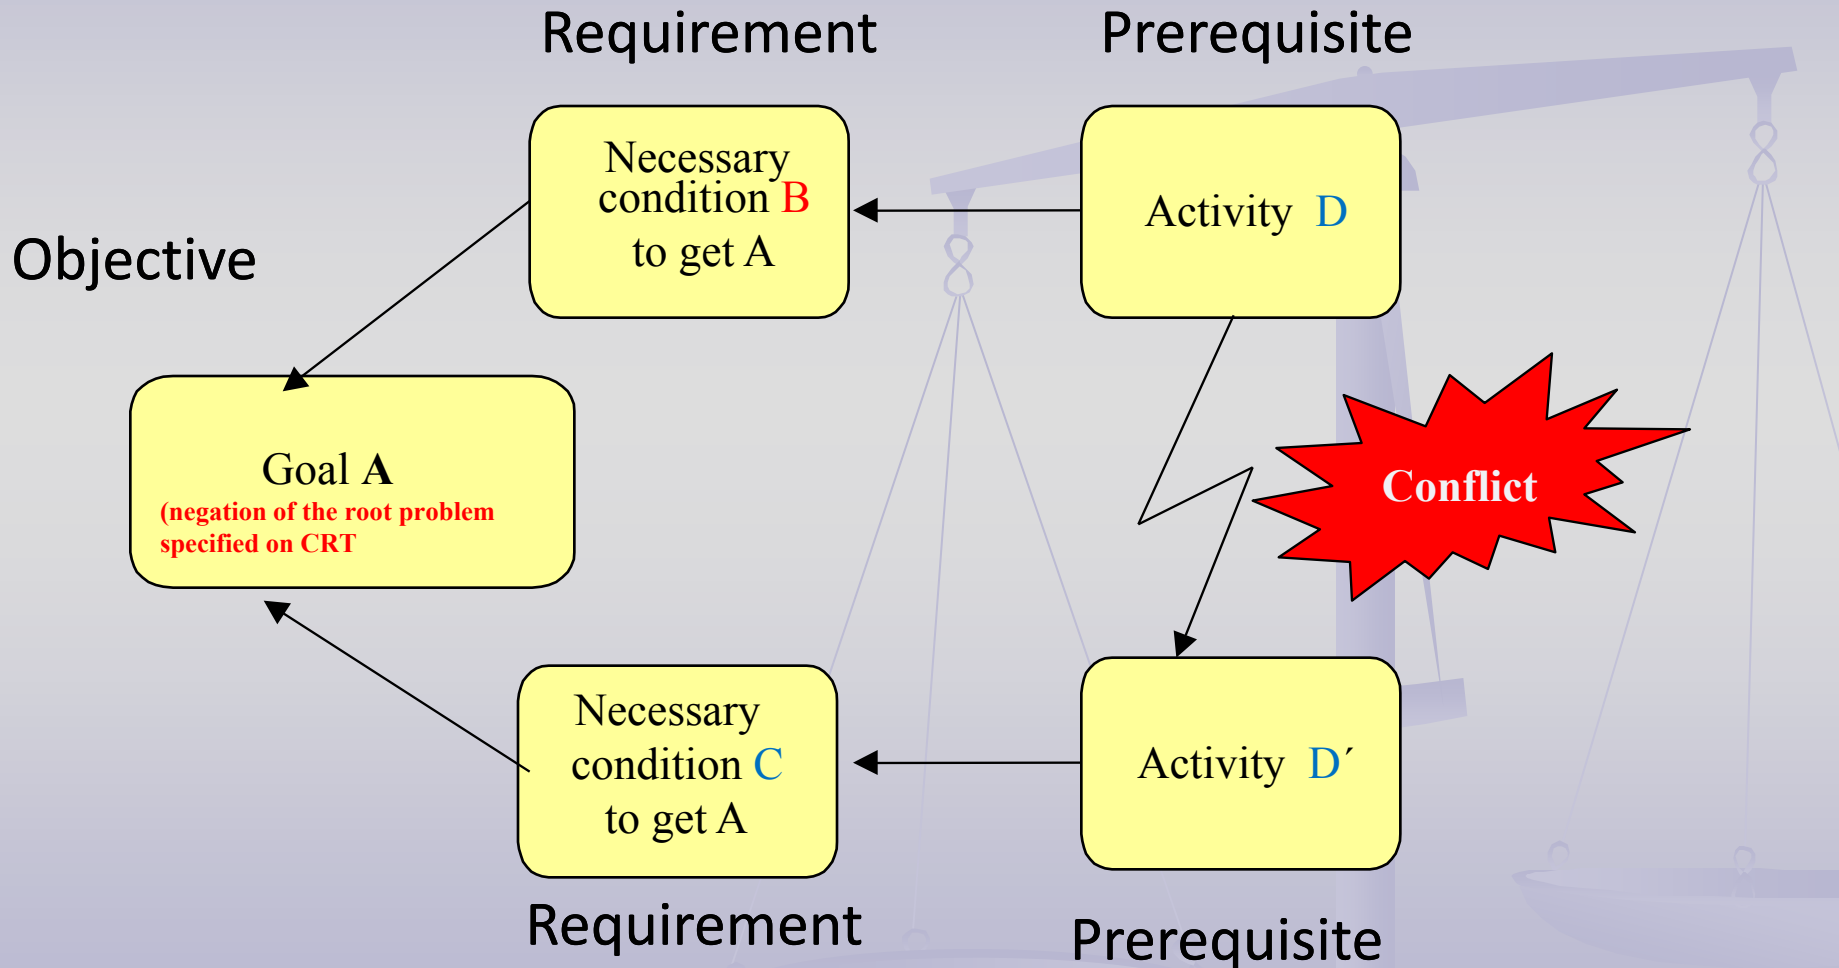 Requirement
Prerequisite
Necessary
condition B
to get A
Activity D
Objective
Goal A
(negation of the root problem
specified on CRT
Conflict
Necessary
condition C
to get A
Activity D´
Requirement
Prerequisite